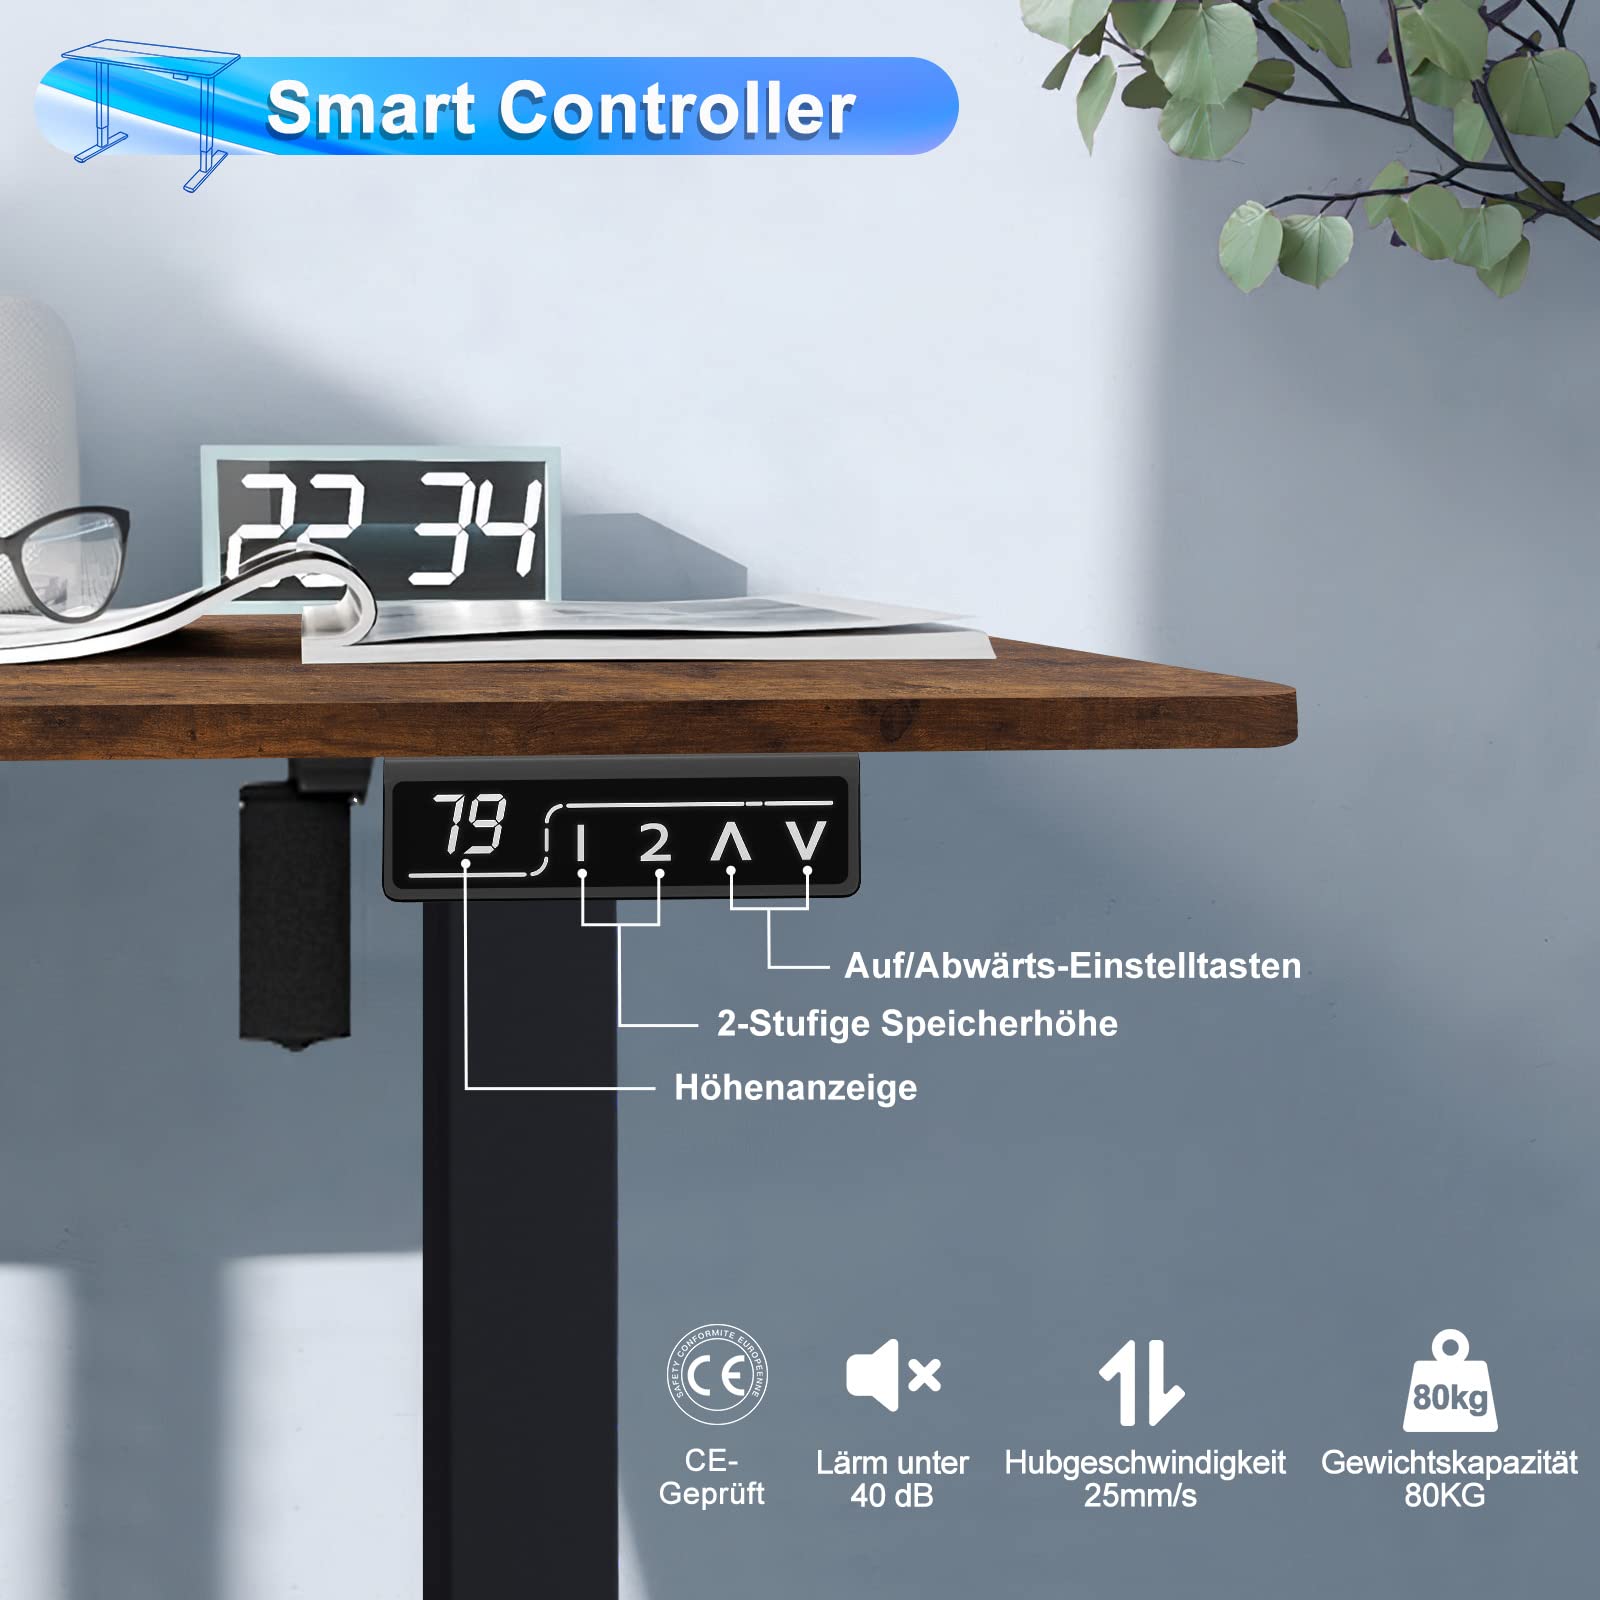 Smart Controller
22 34
79 1 2
Auf/Abwärts-Einstelltasten
2-Stufige Speicherhöhe
Höhenanzeige
SAFETY CONFORMITE EUROPEENNE
CE
80kg
CE-
Geprüft
Lärm unter
40 dB
Hubgeschwindigkeit
25mm/s
Gewichtskapazität
80KG